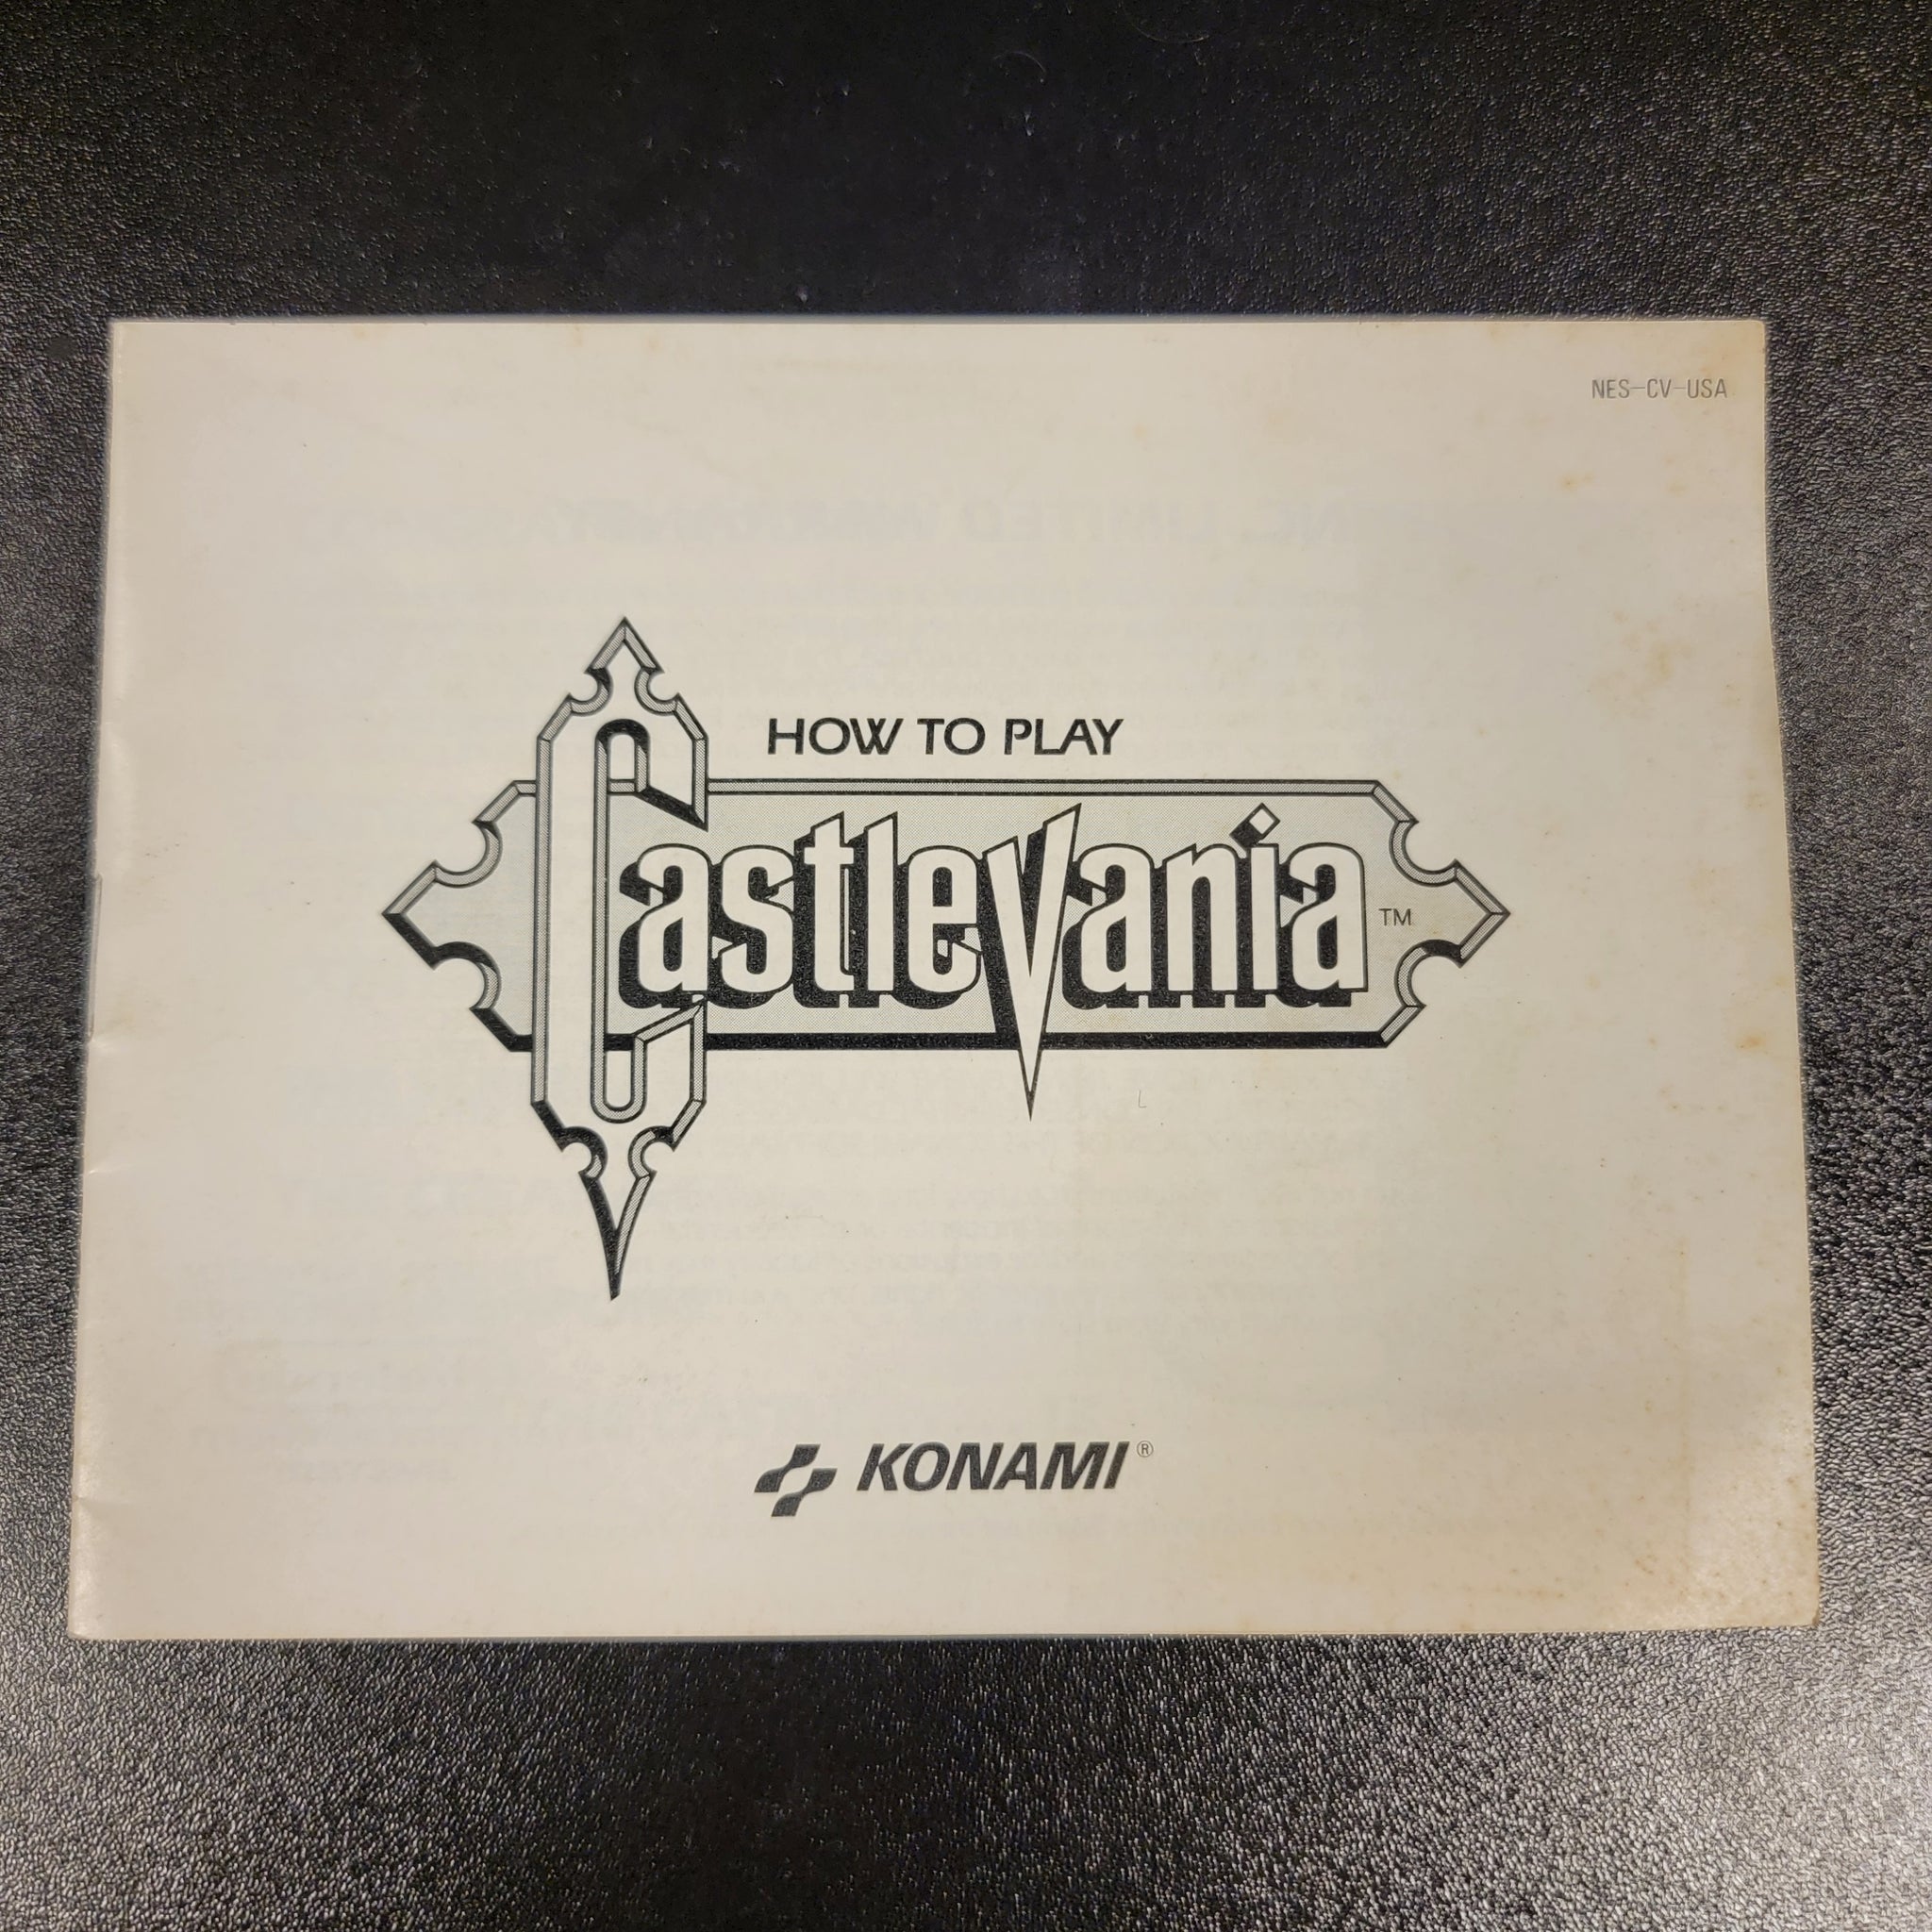 NES-CV-USA
HOW TO PLAY
Castlevania™
KONAMI®